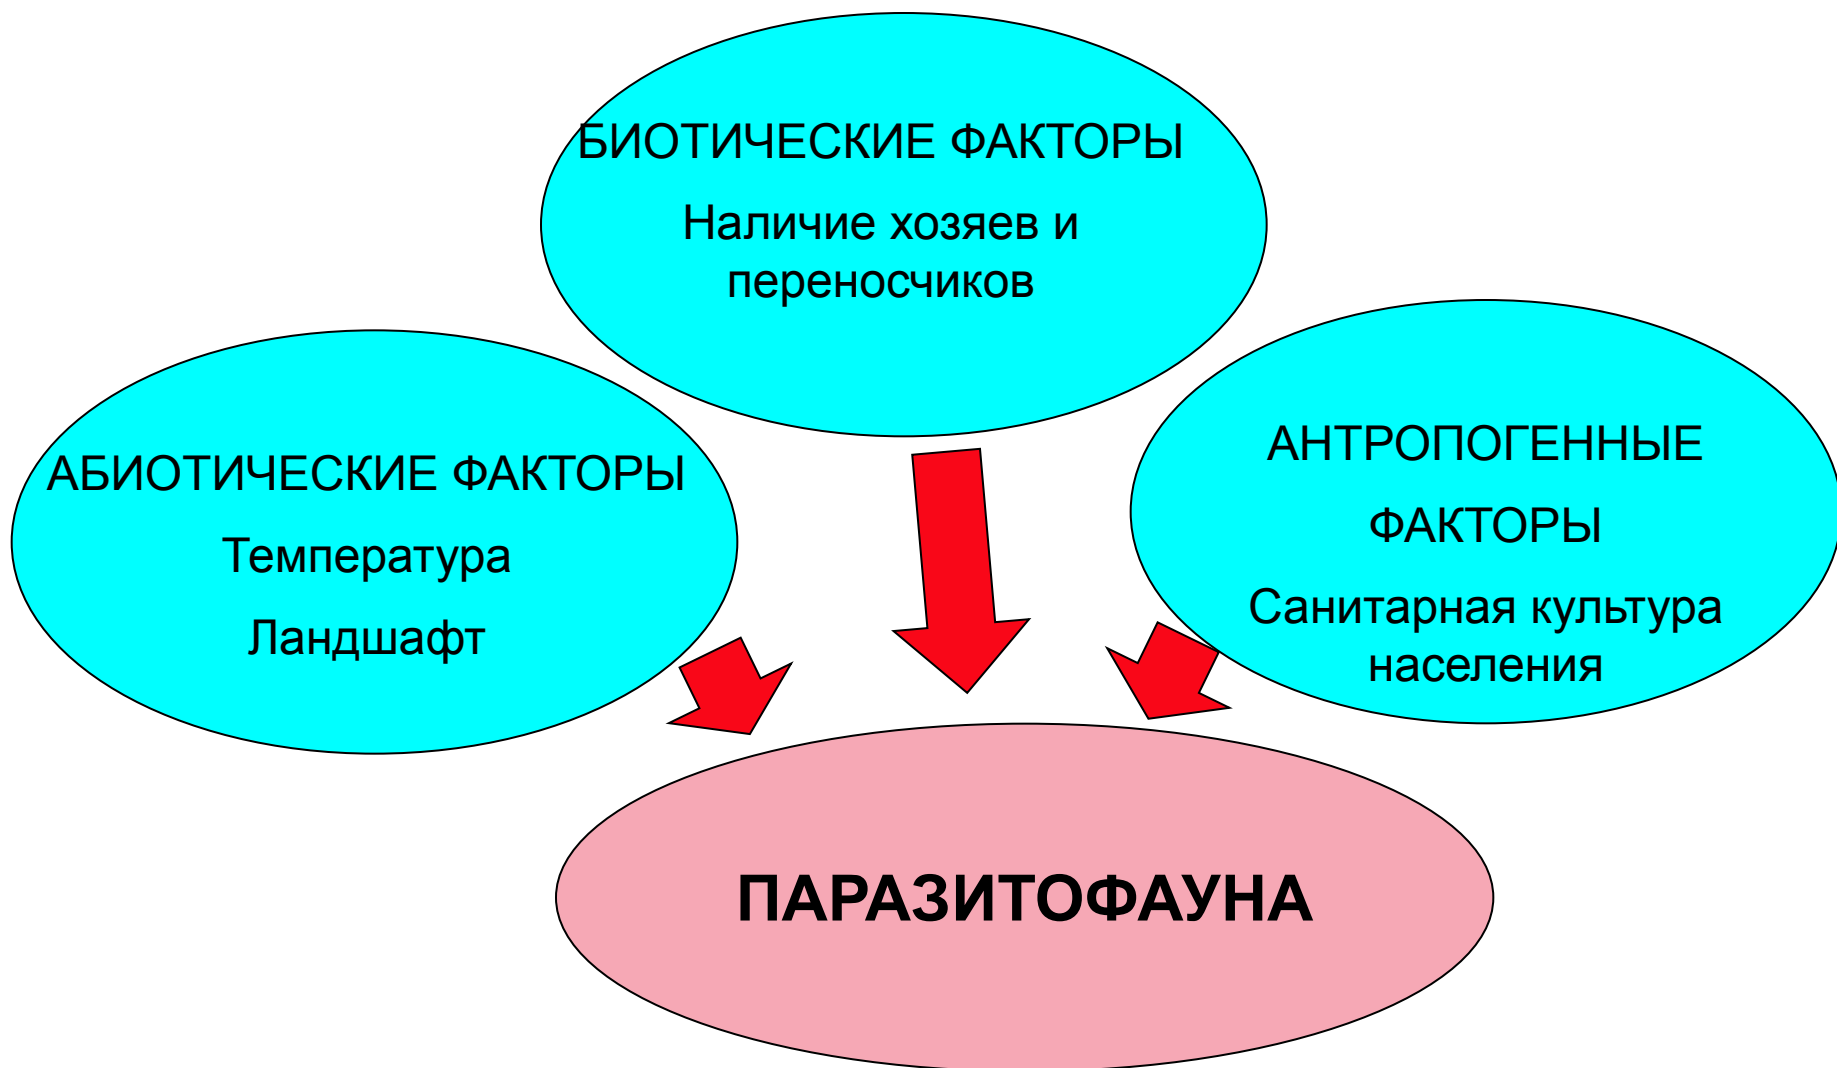 БИОТИЧЕСКИЕ ФАКТОРЫ
Наличие хозяев и
переносчиков
АБИОТИЧЕСКИЕ ФАКТОРЫ
Температура
Ландшафт
АНТРОПОГЕННЫЕ
ФАКТОРЫ
Санитарная культура
населения
ПАРАЗИТОФАУНА